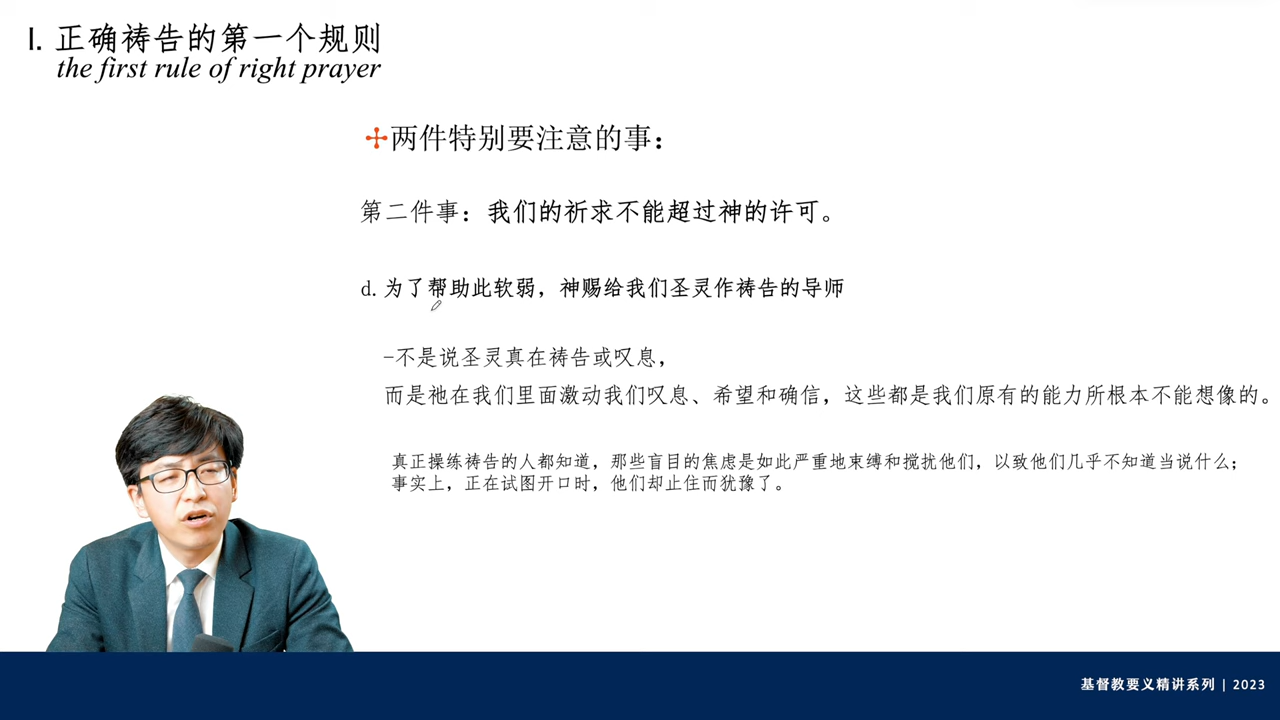 I. 正确祷告的第一个规则
the first rule of right prayer
两件特别要注意的事：
第二件事：我们的祈求不能超过神的许可。
d. 为了帮助此软弱，神赐给我们圣灵作祷告的导师
-不是说圣灵真在祷告或叹息，
而是祂在我们里面激动我们叹息、希望和确信，这些都是我们原有的能力所根本不能想像的。
真正操练祷告的人都知道，那些盲目的焦虑是如此严重地束缚和搅扰他们，以致他们几乎不知道当说什么；
事实上，正在试图开口时，他们却止住而犹豫了。
基督教要义精讲系列 | 2023